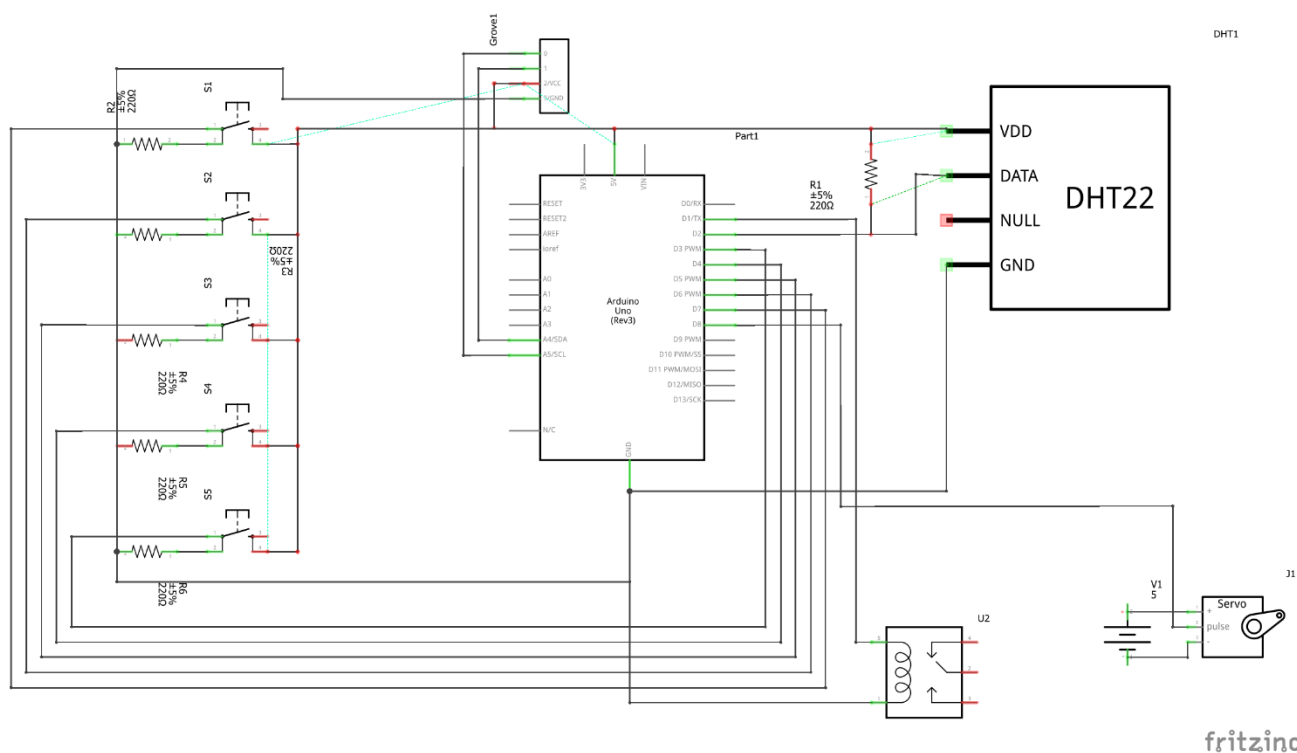 Grove1
0
1
2/VCC
3/GND
DHT1
S1
R2
±5%
220Ω
S2
R3
±5%
220Ω
S3
R4
±5%
220Ω
S4
R5
±5%
220Ω
S5
R6
±5%
220Ω
Part1
3V3
5V
VIN
RESET
RESET2
AREF
ioref
A0
A1
A2
A3
A4/SDA
A5/SCL
N/C
GND
Arduino
Uno
(Rev3)
D0/RX
D1/TX
D2
D3 PWM
D4
D5 PWM
D6 PWM
D7
D8
D9 PWM
D10 PWM/SS
D11 PWM/MOSI
D12/MISO
D13/SCK
R1
±5%
220Ω
VDD
DATA
NULL
GND
DHT22
V1
5
J1
Servo
+
pulse
-
U2
fritzing